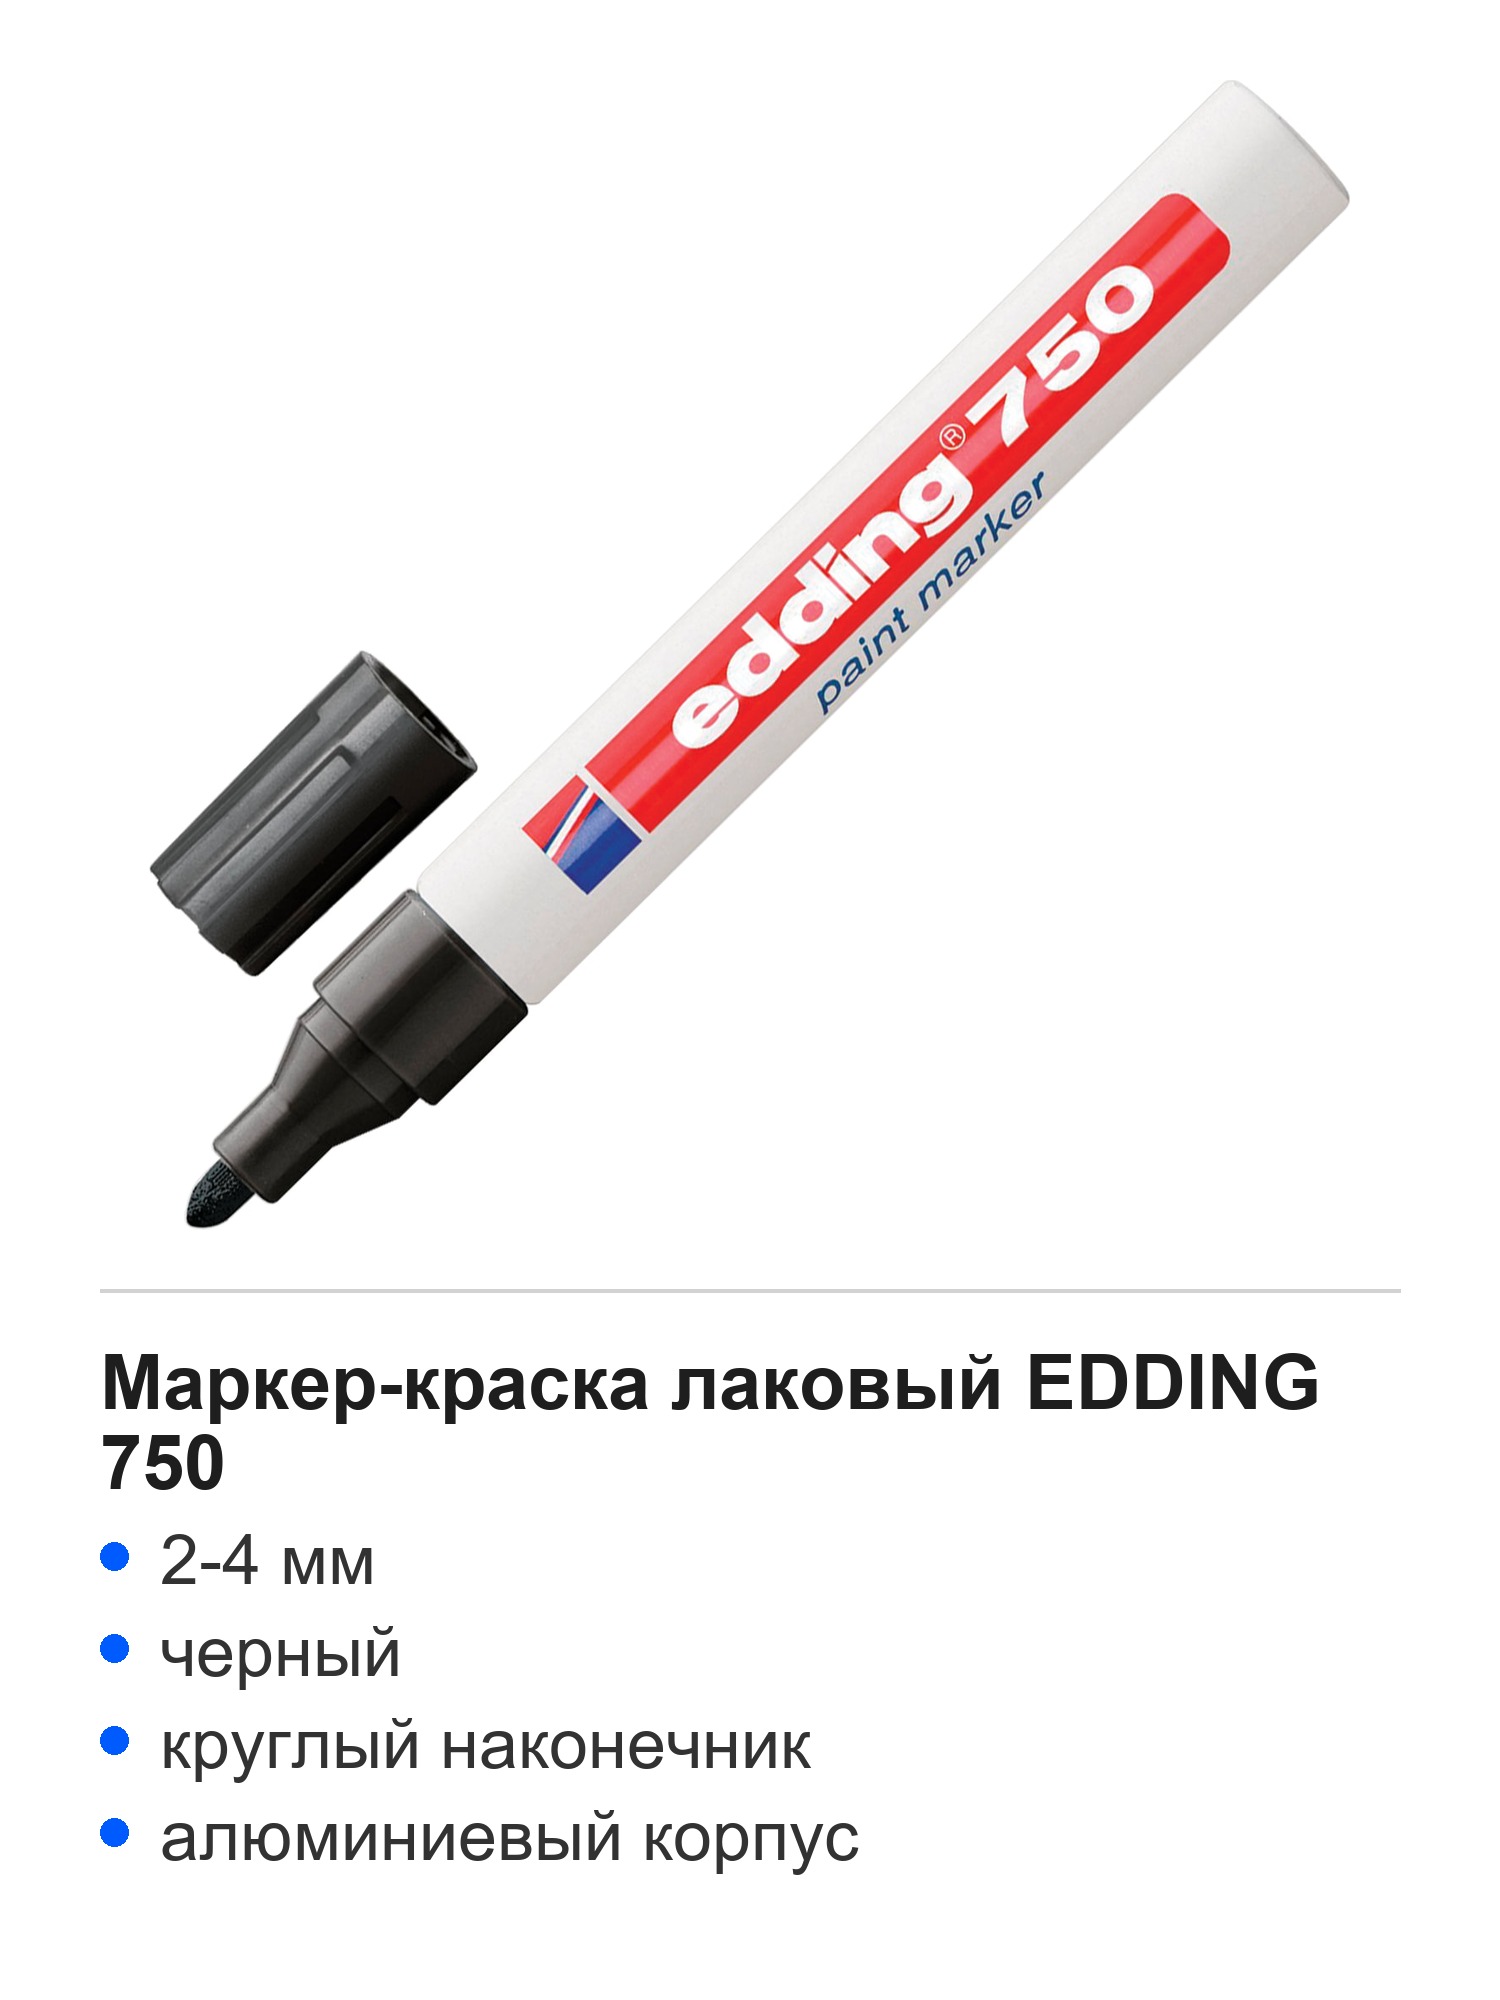 edding® 750
paint marker
Маркер-краска лаковый EDDING
750
2-4 мм
черный
круглый наконечник
алюминиевый корпус